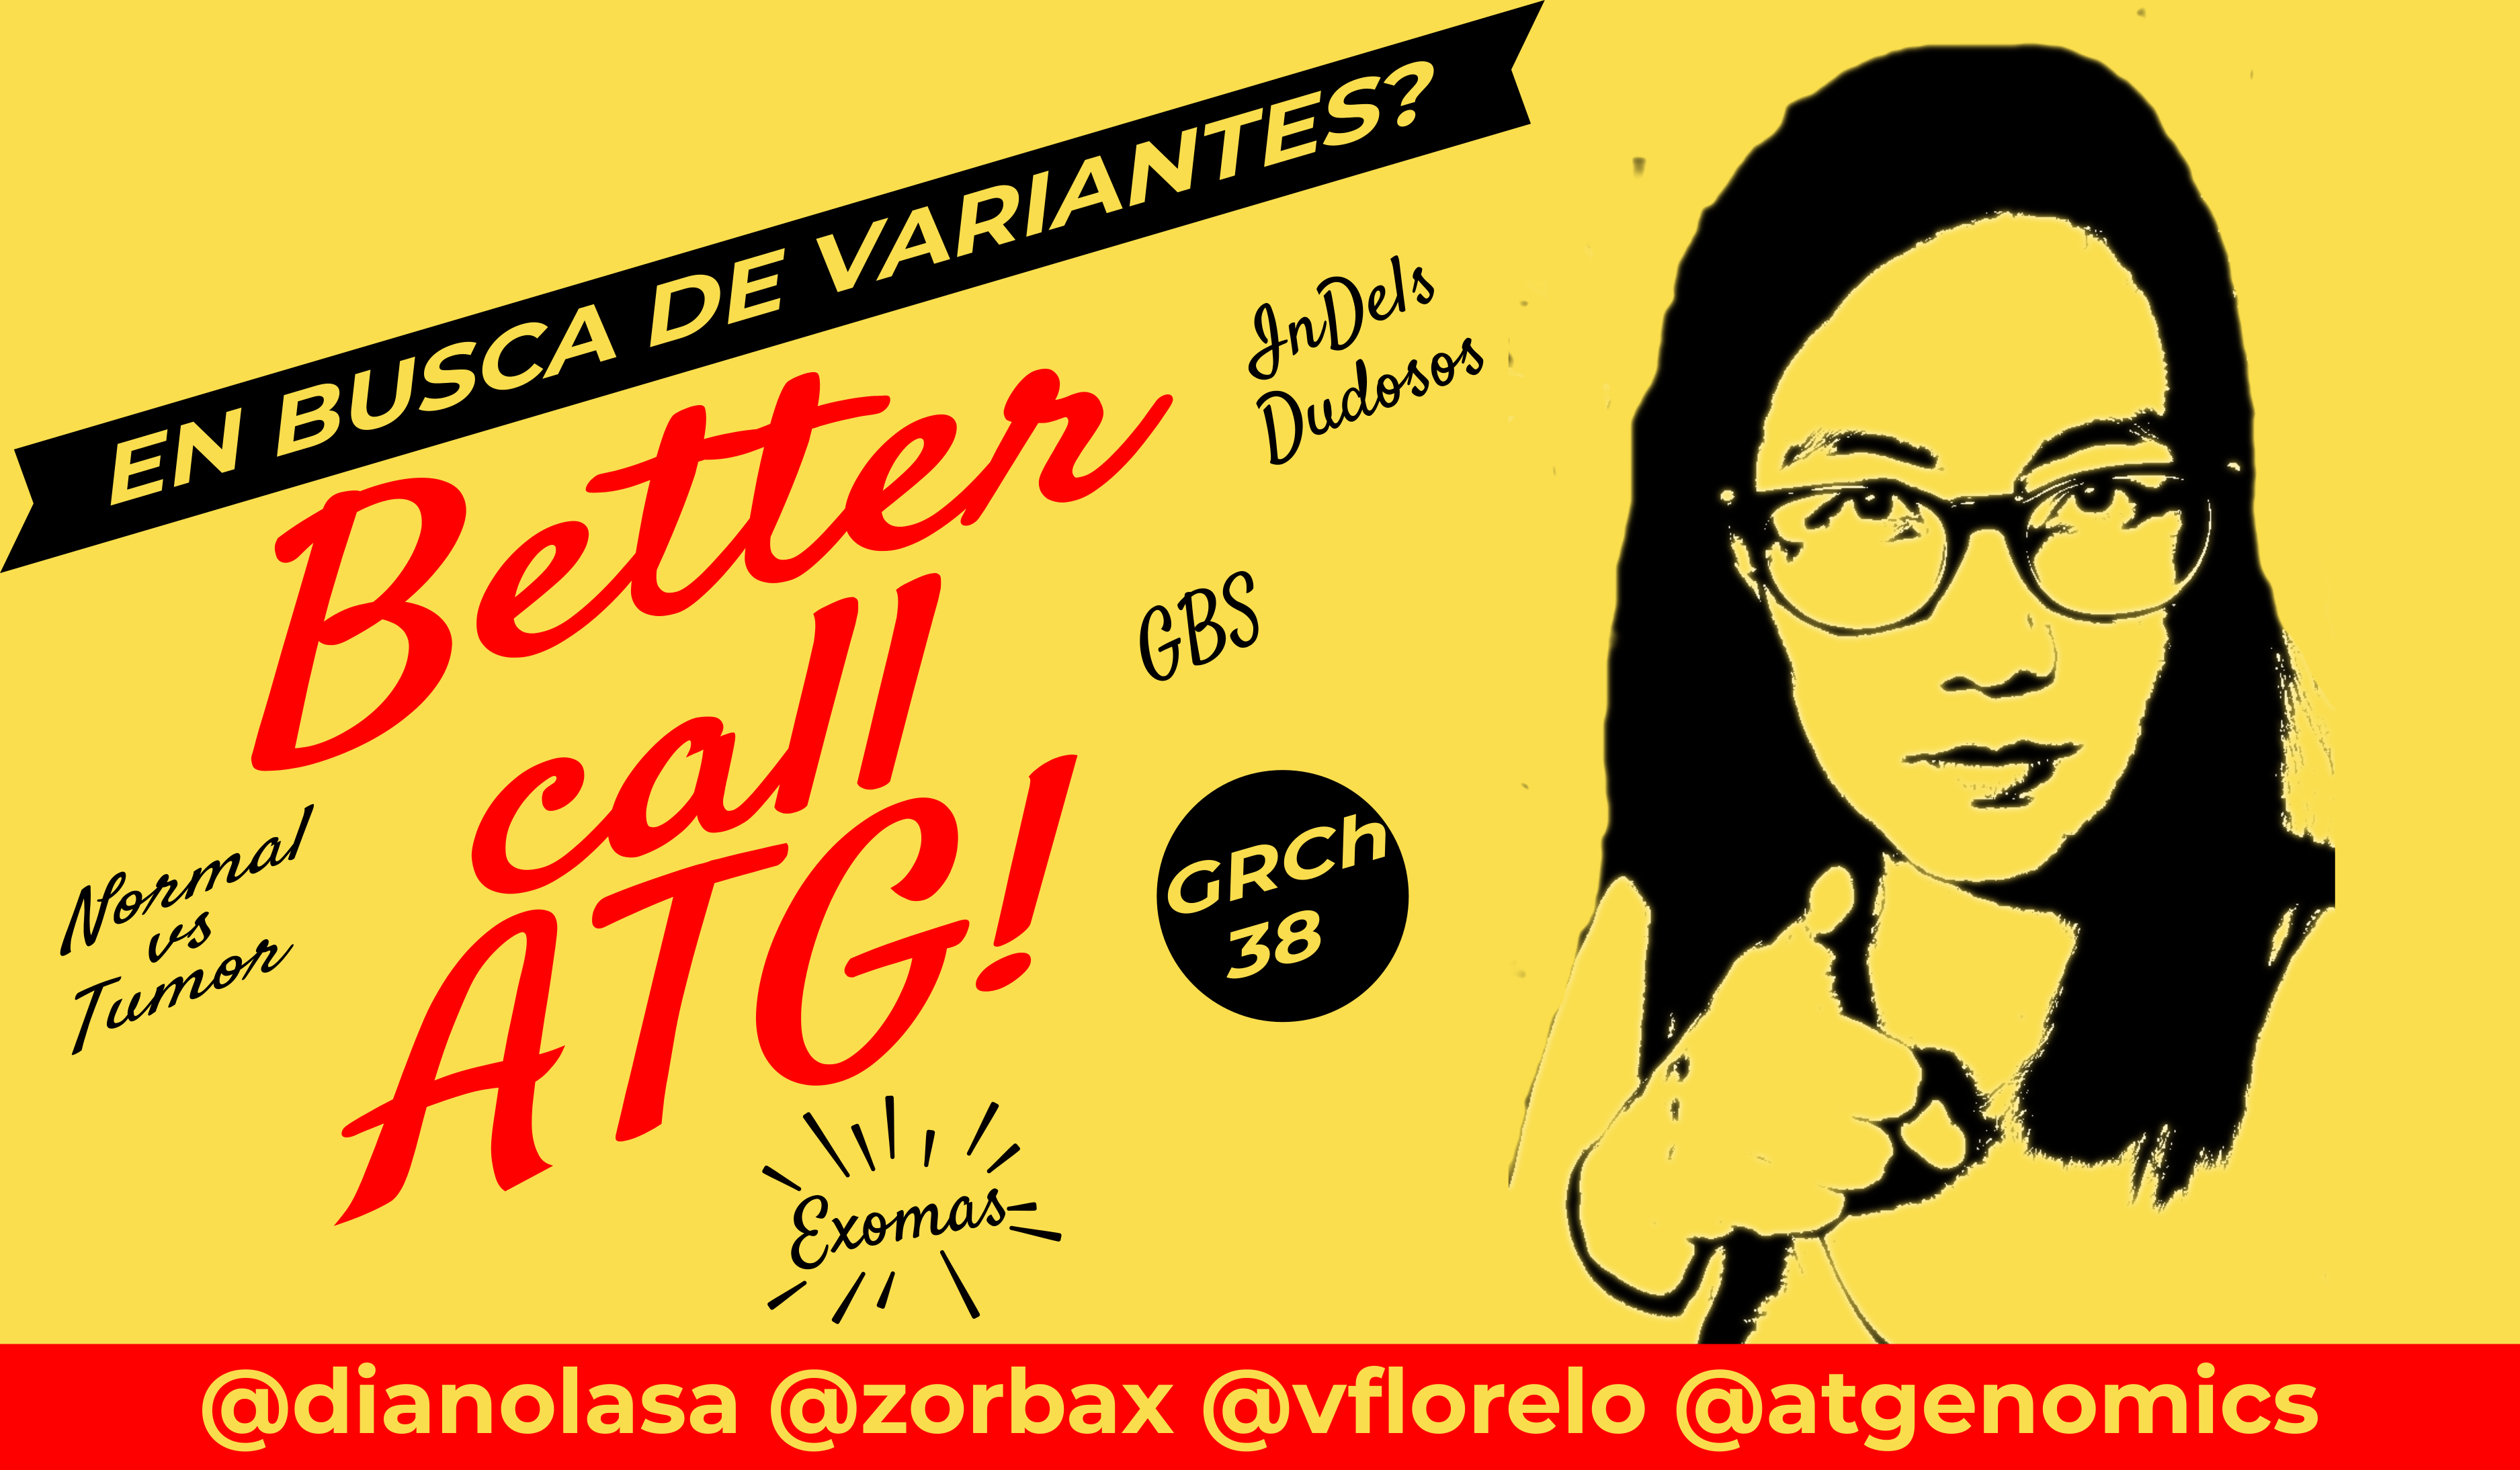 EN BUSCA DE VARIANTES?
Better
call
ATG!
InDels
Dudosos
GBS
GRCh
38
Normal
vs
Tumor
Exomas
@dianolasa @zorbax @vflorelo @atgenomics